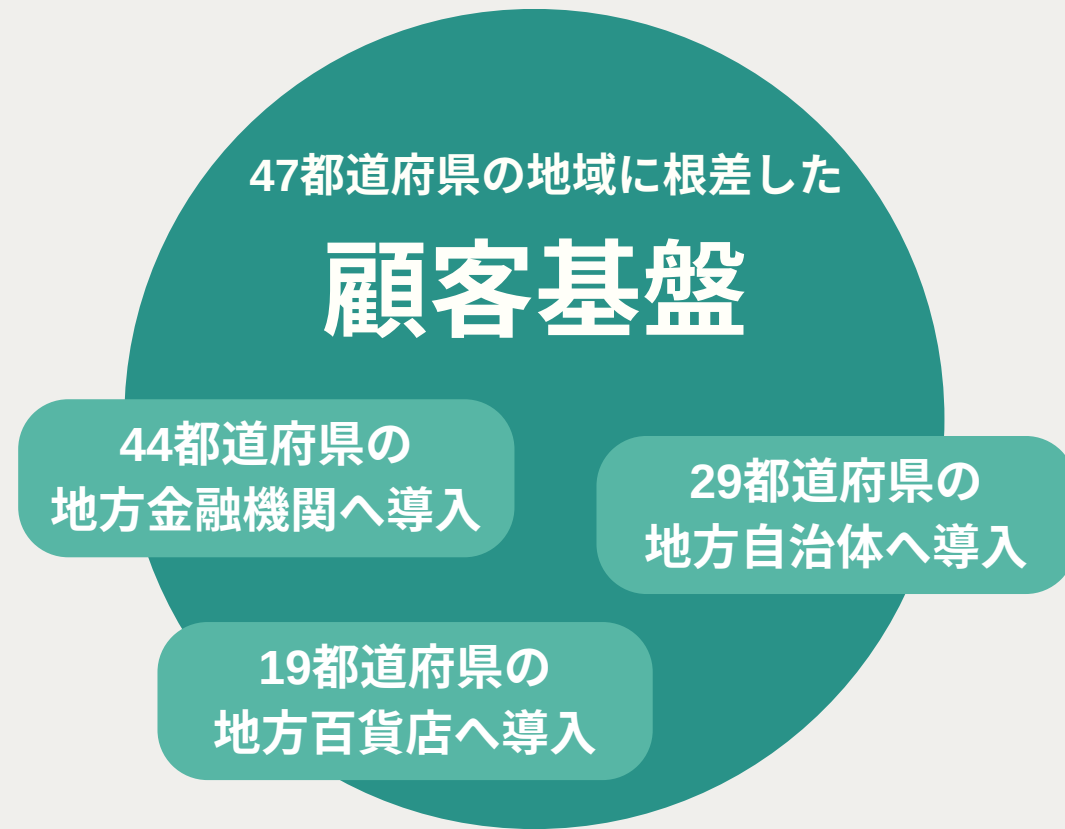 47都道府県の地域に根差した
顧客基盤
44都道府県の
地方金融機関へ導入
29都道府県の
地方自治体へ導入
19都道府県の
地方百貨店へ導入